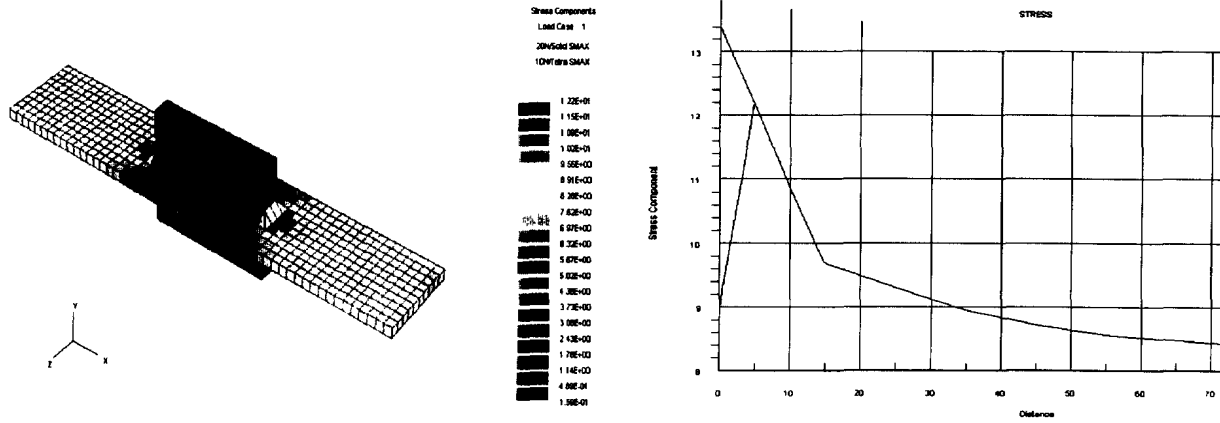 Stress Components
Load Case 1
20N/Solid SMAX
10N/Tetra SMAX
1.22E+01
1.15E+01
1.09E+01
1.02E+01
9.56E+00
8.91E+00
8.26E+00
7.62E+00
6.97E+00
6.32E+00
5.67E+00
5.02E+00
4.38E+00
3.73E+00
3.08E+00
2.43E+00
1.78E+00
1.14E+00
4.89E-01
1.59E-01
Y
Z
X
STRESS
Stress Component
13
12
11
10
9
8
0
10
20
30
40
50
60
70
Distance